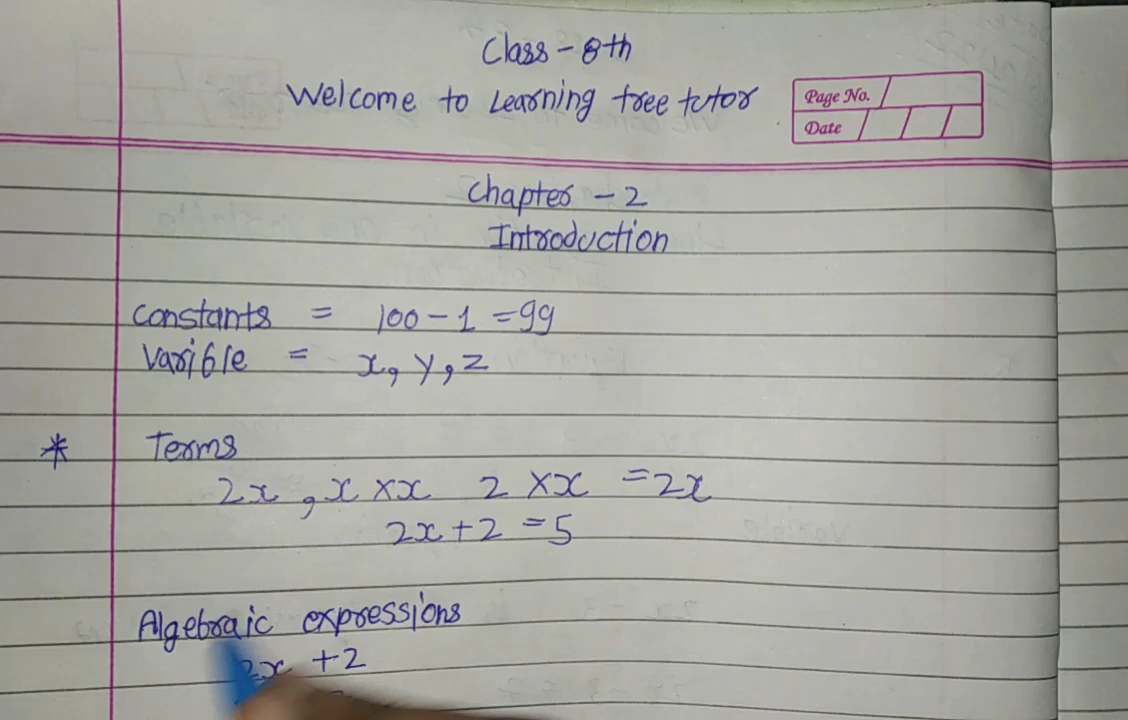 Class - 8th
Welcome to Learning tree tutor
Page No.
Date
Chapter - 2
Introduction
Constants = 100 - 1 = 99
Varible = x, y, z
* Terms
2x, x × x 2 × x = 2x
2x + 2 = 5
Algebraic expressions
2x + 2